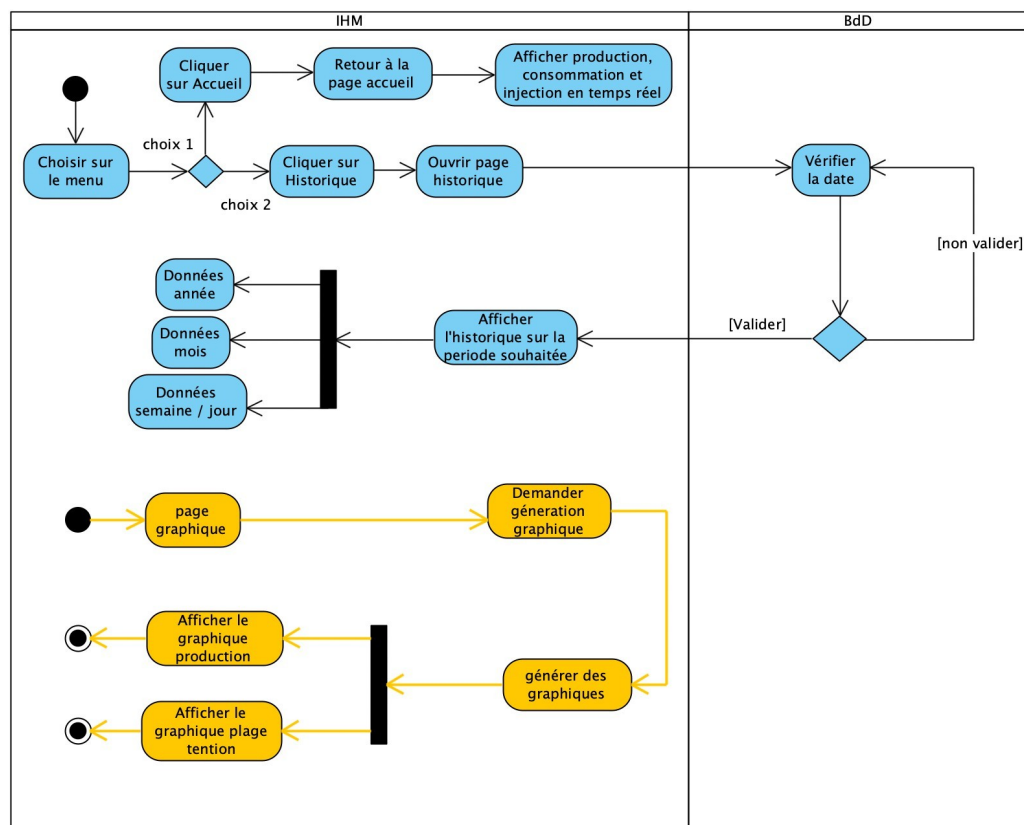 IHM
BdD
Cliquer
sur Accueil
Retour à la
page accueil
Afficher production,
consommation et
injection en temps réel
choix 1
Choisir sur
le menu
Cliquer sur
Historique
Ouvrir page
historique
Vérifier
la date
choix 2
[non valider]
Données
année
Données
mois
Données
semaine / jour
Afficher
l'historique sur la
periode souhaitée
[Valider]
page
graphique
Demander
géneration
graphique
Afficher le
graphique
production
générer des
graphiques
Afficher le
graphique plage
tention